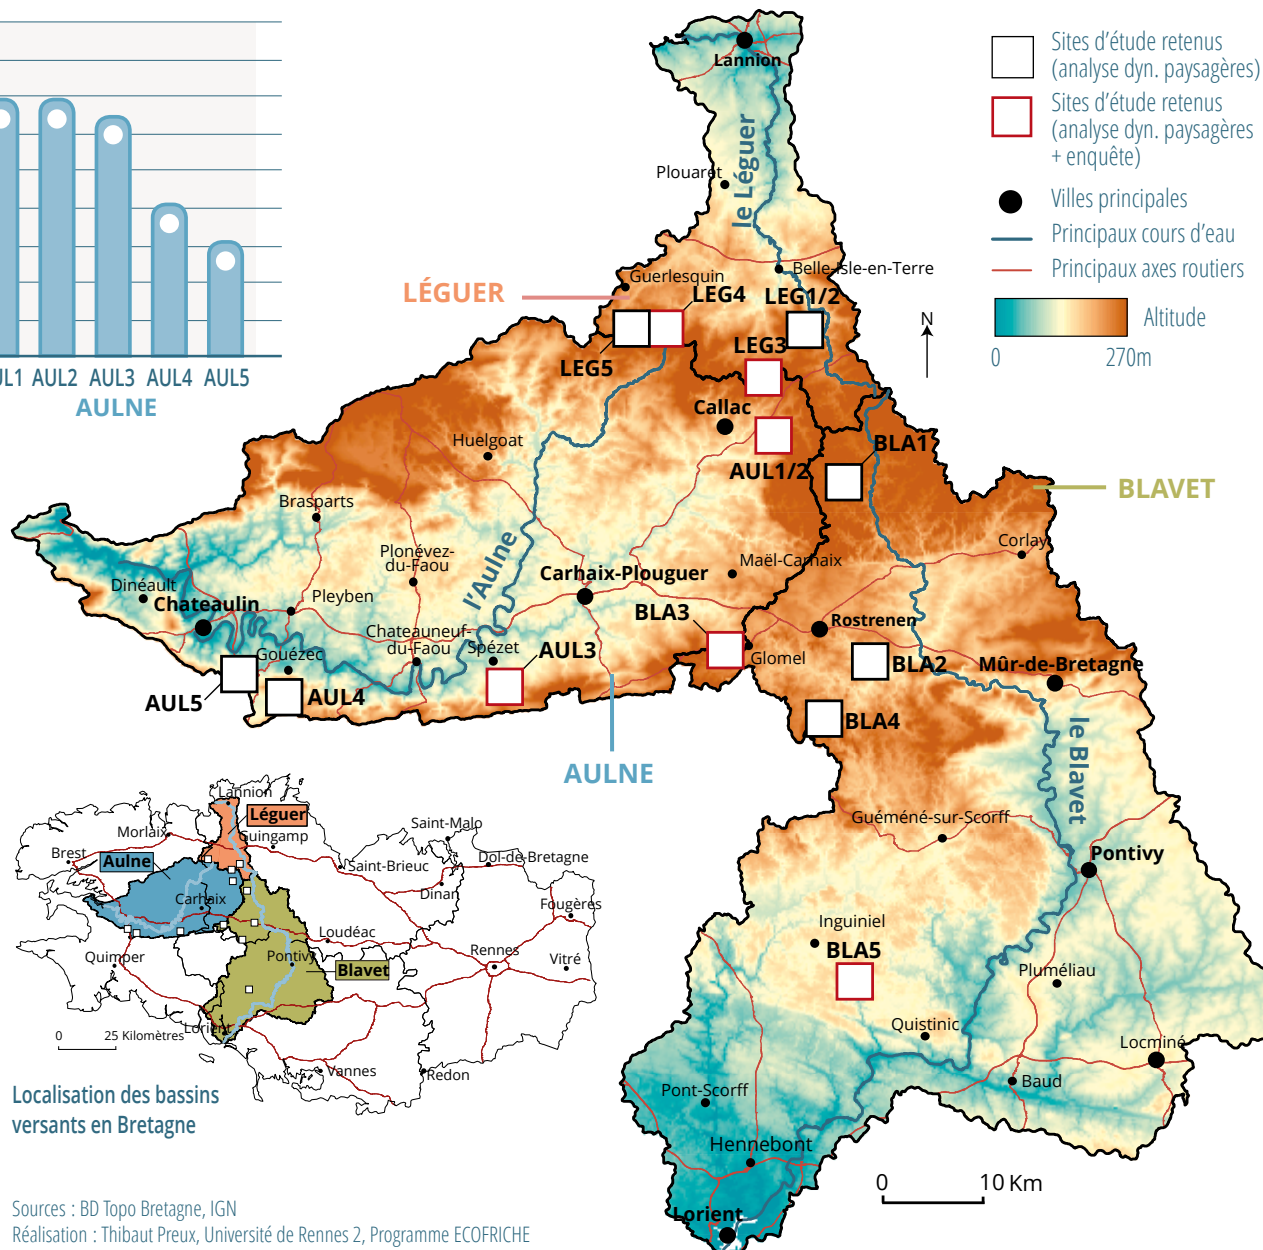 Sites d'étude retenus
(analyse dyn. paysagères)
Sites d'étude retenus
(analyse dyn. paysagères
+ enquête)
Villes principales
Principaux cours d'eau
Principaux axes routiers
Altitude
0 270m
N
AUL2 AUL3 AUL4 AUL5
AULNE
Lannion
le Léguer
Plouaret
Belle-Isle-en-Terre
Guerlesquin
LÉGUER
LEG4 LEG1/2
LEG3
LEG5
Callac
AUL1/2
BLA1
BLAVET
Huelgoat
Brasparts
Corlay
Plonévez-
du-Faou
l'Aulne
Carhaix-Plouguer
Maël-Carhaix
Dinéault
Chateaulin
Pleyben
BLA3
Rostrenen
Chateauneuf-
du-Faou
Spézet
AUL3
Glomel
BLA2
Mûr-de-Bretagne
Gouézec
AUL5
AUL4
BLA4
le Blavet
AULNE
Guéméné-sur-Scorff
Pontivy
Inguiniel
BLA5
Pluméliau
Quistinic
Locminé
Baud
Pont-Scorff
Hennebont
Lorient
0 10 Km
Lannion
Léguer
Morlaix
Guingamp
Saint-Malo
Brest
Aulne
Saint-Brieuc
Dol-de-Bretagne
Dinan
Carhaix
Fougères
Loudéac
Quimper
Pontivy
Rennes
Vitré
Blavet
Lorient
0 25 Kilomètres
Vannes
Redon
Localisation des bassins
versants en Bretagne
Sources : BD Topo Bretagne, IGN
Réalisation : Thibaut Preux, Université de Rennes 2, Programme ECOFRICHE